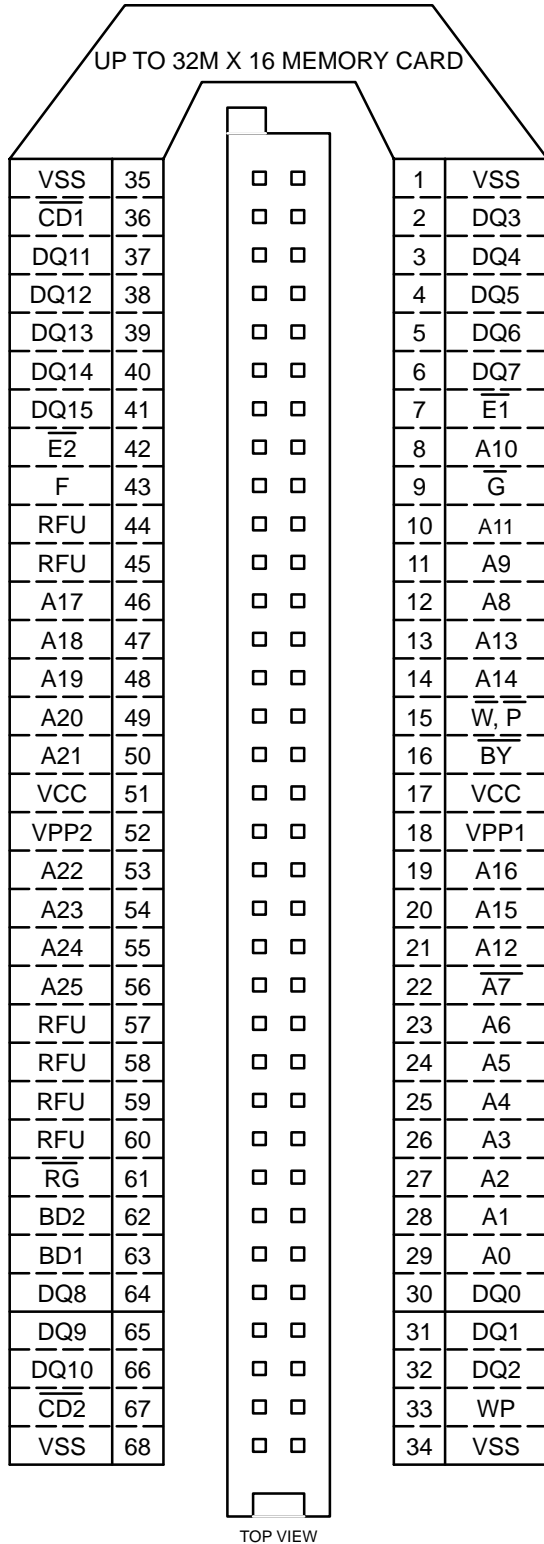 UP TO 32M X 16 MEMORY CARD
VSS 35 1 VSS
C̅D̅1̅ 36 2 DQ3
DQ11 37 3 DQ4
DQ12 38 4 DQ5
DQ13 39 5 DQ6
DQ14 40 6 DQ7
DQ15 41 7 E̅1̅
E̅2̅ 42 8 A10
F 43 9 G̅
RFU 44 10 A11
RFU 45 11 A9
A17 46 12 A8
A18 47 13 A13
A19 48 14 A14
A20 49 15 W̅, P̅
A21 50 16 B̅Y̅
VCC 51 17 VCC
VPP2 52 18 VPP1
A22 53 19 A16
A23 54 20 A15
A24 55 21 A12
A25 56 22 A̅7̅
RFU 57 23 A6
RFU 58 24 A5
RFU 59 25 A4
RFU 60 26 A3
R̅G̅ 61 27 A2
BD2 62 28 A1
BD1 63 29 A0
DQ8 64 30 DQ0
DQ9 65 31 DQ1
DQ10 66 32 DQ2
C̅D̅2̅ 67 33 WP
VSS 68 34 VSS
TOP VIEW